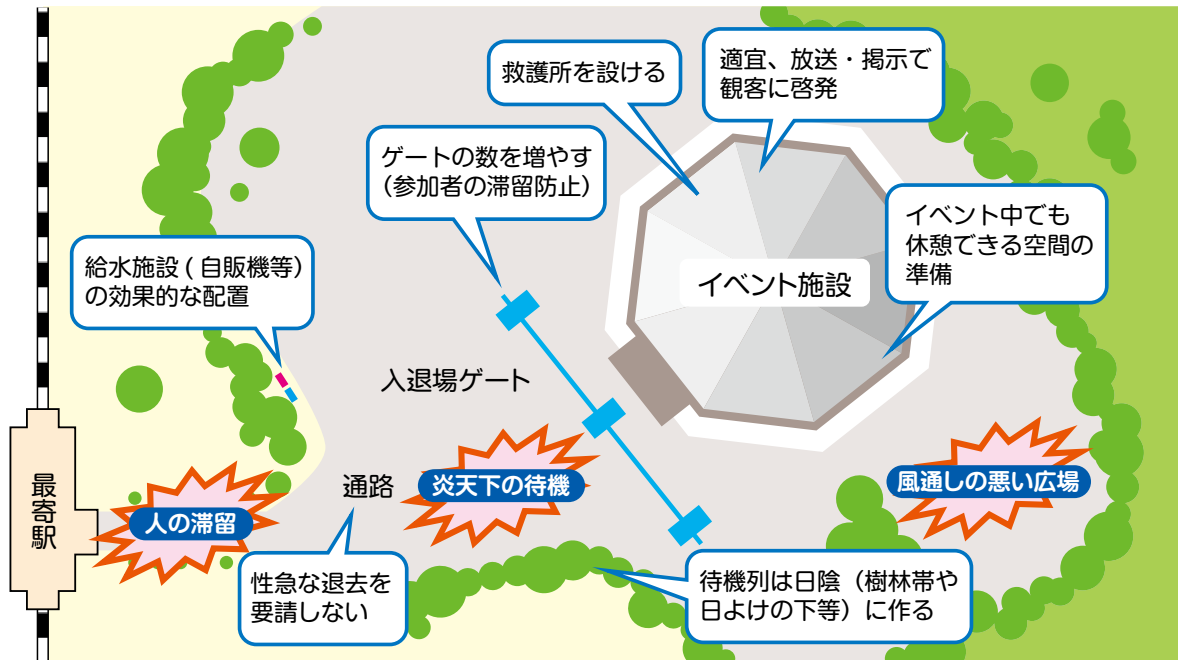 救護所を設ける
適宜、放送・掲示で
観客に啓発
ゲートの数を増やす
（参加者の滞留防止）
イベント中でも
休憩できる空間の
準備
給水施設 ( 自販機等)
の効果的な配置
イベント施設
入退場ゲート
最寄駅
人の滞留
通路
炎天下の待機
風通しの悪い広場
性急な退去を
要請しない
待機列は日陰（樹林帯や
日よけの下等）に作る